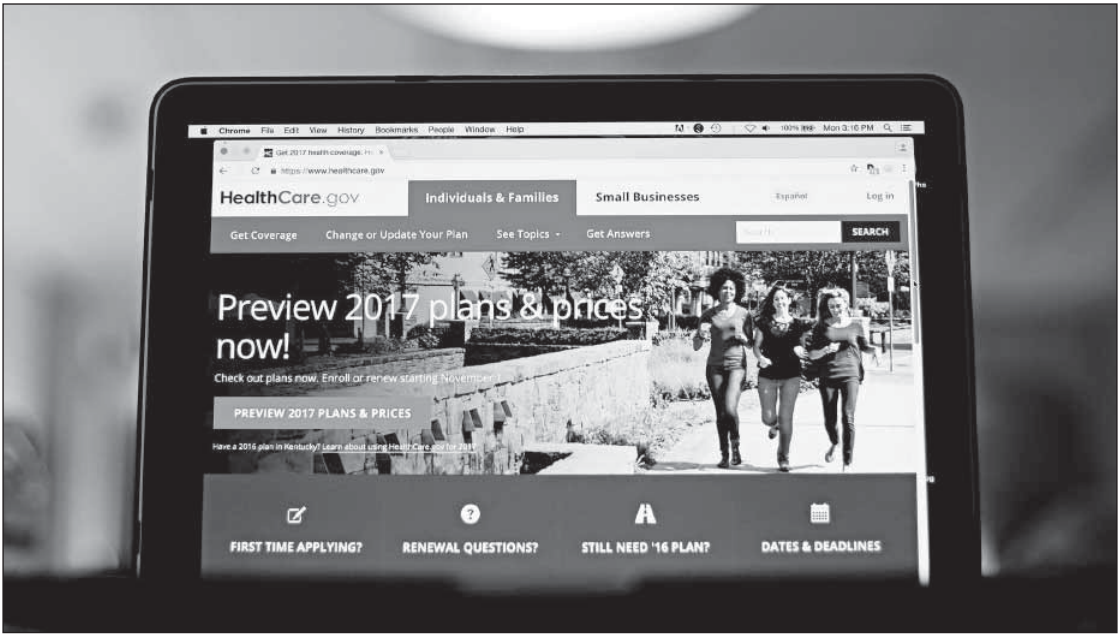 Chrome File Edit View History Bookmarks People Window Help 100% Mon 3:16 PM
Get 2017 health coverage.
https://www.healthcare.gov
HealthCare.gov Individuals & Families Small Businesses Español Log in
Get Coverage Change or Update Your Plan See Topics Get Answers SEARCH
Preview 2017 plans & prices
now!
Check out plans now. Enroll or renew starting November
PREVIEW 2017 PLANS & PRICES
Have a 2016 plan in Kentucky? Learn about using HealthCare.gov for 2017
FIRST TIME APPLYING? RENEWAL QUESTIONS? STILL NEED '16 PLAN? DATES & DEADLINES